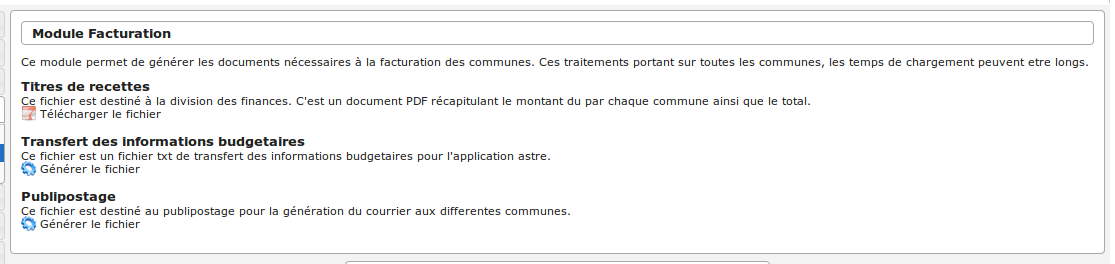 Module Facturation
Ce module permet de générer les documents nécessaires à la facturation des communes. Ces traitements portant sur toutes les communes, les temps de chargement peuvent etre longs.
Titres de recettes
Ce fichier est destiné à la division des finances. C'est un document PDF récapitulant le montant du par chaque commune ainsi que le total.
Télécharger le fichier
Transfert des informations budgetaires
Ce fichier est un fichier txt de transfert des informations budgetaires pour l'application astre.
Générer le fichier
Publipostage
Ce fichier est destiné au publipostage pour la génération du courrier aux differentes communes.
Générer le fichier